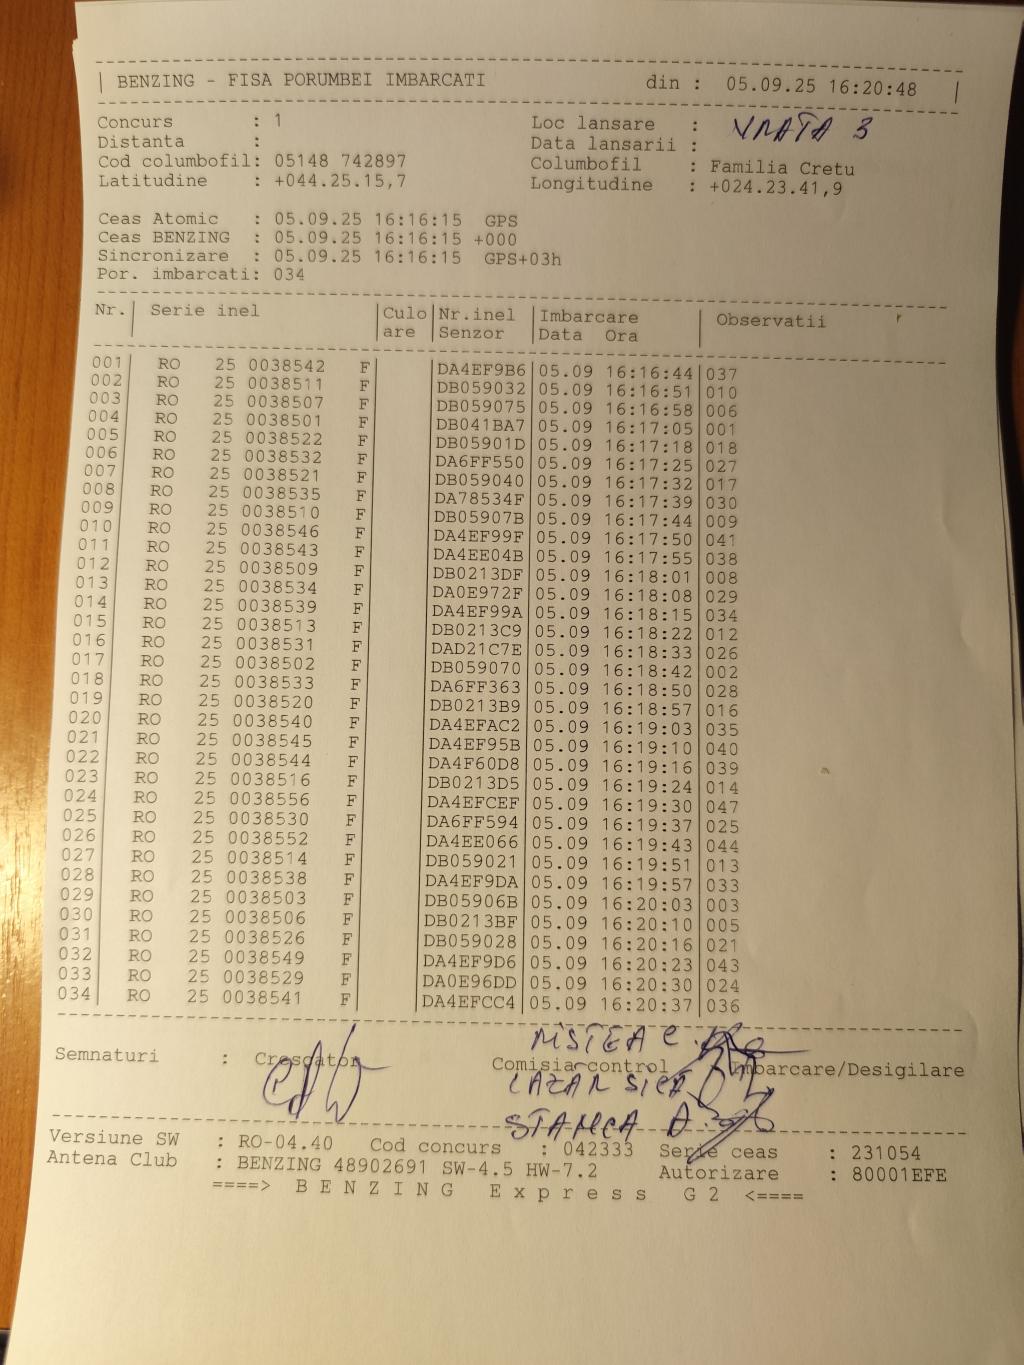 BENZING - FISA PORUMBEI IMBARCATI din : 05.09.25 16:20:48
Concurs : 1 Loc lansare : VRATA 3
Distanta : Data lansarii :
Cod columbofil: 05148 742897 Columbofil : Familia Cretu
Latitudine : +044.25.15,7 Longitudine : +024.23.41,9
Ceas Atomic : 05.09.25 16:16:15 GPS
Ceas BENZING : 05.09.25 16:16:15 +000
Sincronizare : 05.09.25 16:16:15 GPS+03h
Por. imbarcati: 034
Nr. | Serie inel | Culo | Nr.inel | Imbarcare | Observatii
are | Senzor | Data Ora
001 RO 25 0038542 F DA4EF9B6 05.09 16:16:44 037
002 RO 25 0038511 F DB059032 05.09 16:16:51 010
003 RO 25 0038507 F DB059075 05.09 16:16:58 006
004 RO 25 0038501 F DB041BA7 05.09 16:17:05 001
005 RO 25 0038522 F DB05901D 05.09 16:17:18 018
006 RO 25 0038532 F DA6FF550 05.09 16:17:25 027
007 RO 25 0038521 F DB059040 05.09 16:17:32 017
008 RO 25 0038535 F DA78534F 05.09 16:17:39 030
009 RO 25 0038510 F DB05907B 05.09 16:17:44 009
010 RO 25 0038546 F DA4EF99F 05.09 16:17:50 041
011 RO 25 0038543 F DA4EE04B 05.09 16:17:55 038
012 RO 25 0038509 F DB0213DF 05.09 16:18:01 008
013 RO 25 0038534 F DA0E972F 05.09 16:18:08 029
014 RO 25 0038539 F DA4EF99A 05.09 16:18:15 034
015 RO 25 0038513 F DB0213C9 05.09 16:18:22 012
016 RO 25 0038531 F DAD21C7E 05.09 16:18:33 026
017 RO 25 0038502 F DB059070 05.09 16:18:42 002
018 RO 25 0038533 F DA6FF363 05.09 16:18:50 028
019 RO 25 0038520 F DB0213B9 05.09 16:18:57 016
020 RO 25 0038540 F DA4EFAC2 05.09 16:19:03 035
021 RO 25 0038545 F DA4EF95B 05.09 16:19:10 040
022 RO 25 0038544 F DA4F60D8 05.09 16:19:16 039
023 RO 25 0038516 F DB0213D5 05.09 16:19:24 014
024 RO 25 0038556 F DA4EFCEF 05.09 16:19:30 047
025 RO 25 0038530 F DA6FF594 05.09 16:19:37 025
026 RO 25 0038552 F DA4EE066 05.09 16:19:43 044
027 RO 25 0038514 F DB059021 05.09 16:19:51 013
028 RO 25 0038538 F DA4EF9DA 05.09 16:19:57 033
029 RO 25 0038503 F DB05906B 05.09 16:20:03 003
030 RO 25 0038506 F DB0213BF 05.09 16:20:10 005
031 RO 25 0038526 F DB059028 05.09 16:20:16 021
032 RO 25 0038549 F DA4EF9D6 05.09 16:20:23 043
033 RO 25 0038529 F DA0E96DD 05.09 16:20:30 024
034 RO 25 0038541 F DA4EFCC4 05.09 16:20:37 036
Semnaturi : Crescator Comisia control Imbarcare/Desigilare
LAZAR SICA
STANCA A.
Versiune SW : RO-04.40 Cod concurs : 042333 Serie ceas : 231054
Antena Club : BENZING 48902691 SW-4.5 HW-7.2 Autorizare : 80001EFE
====> B E N Z I N G E x p r e s s G 2 <====